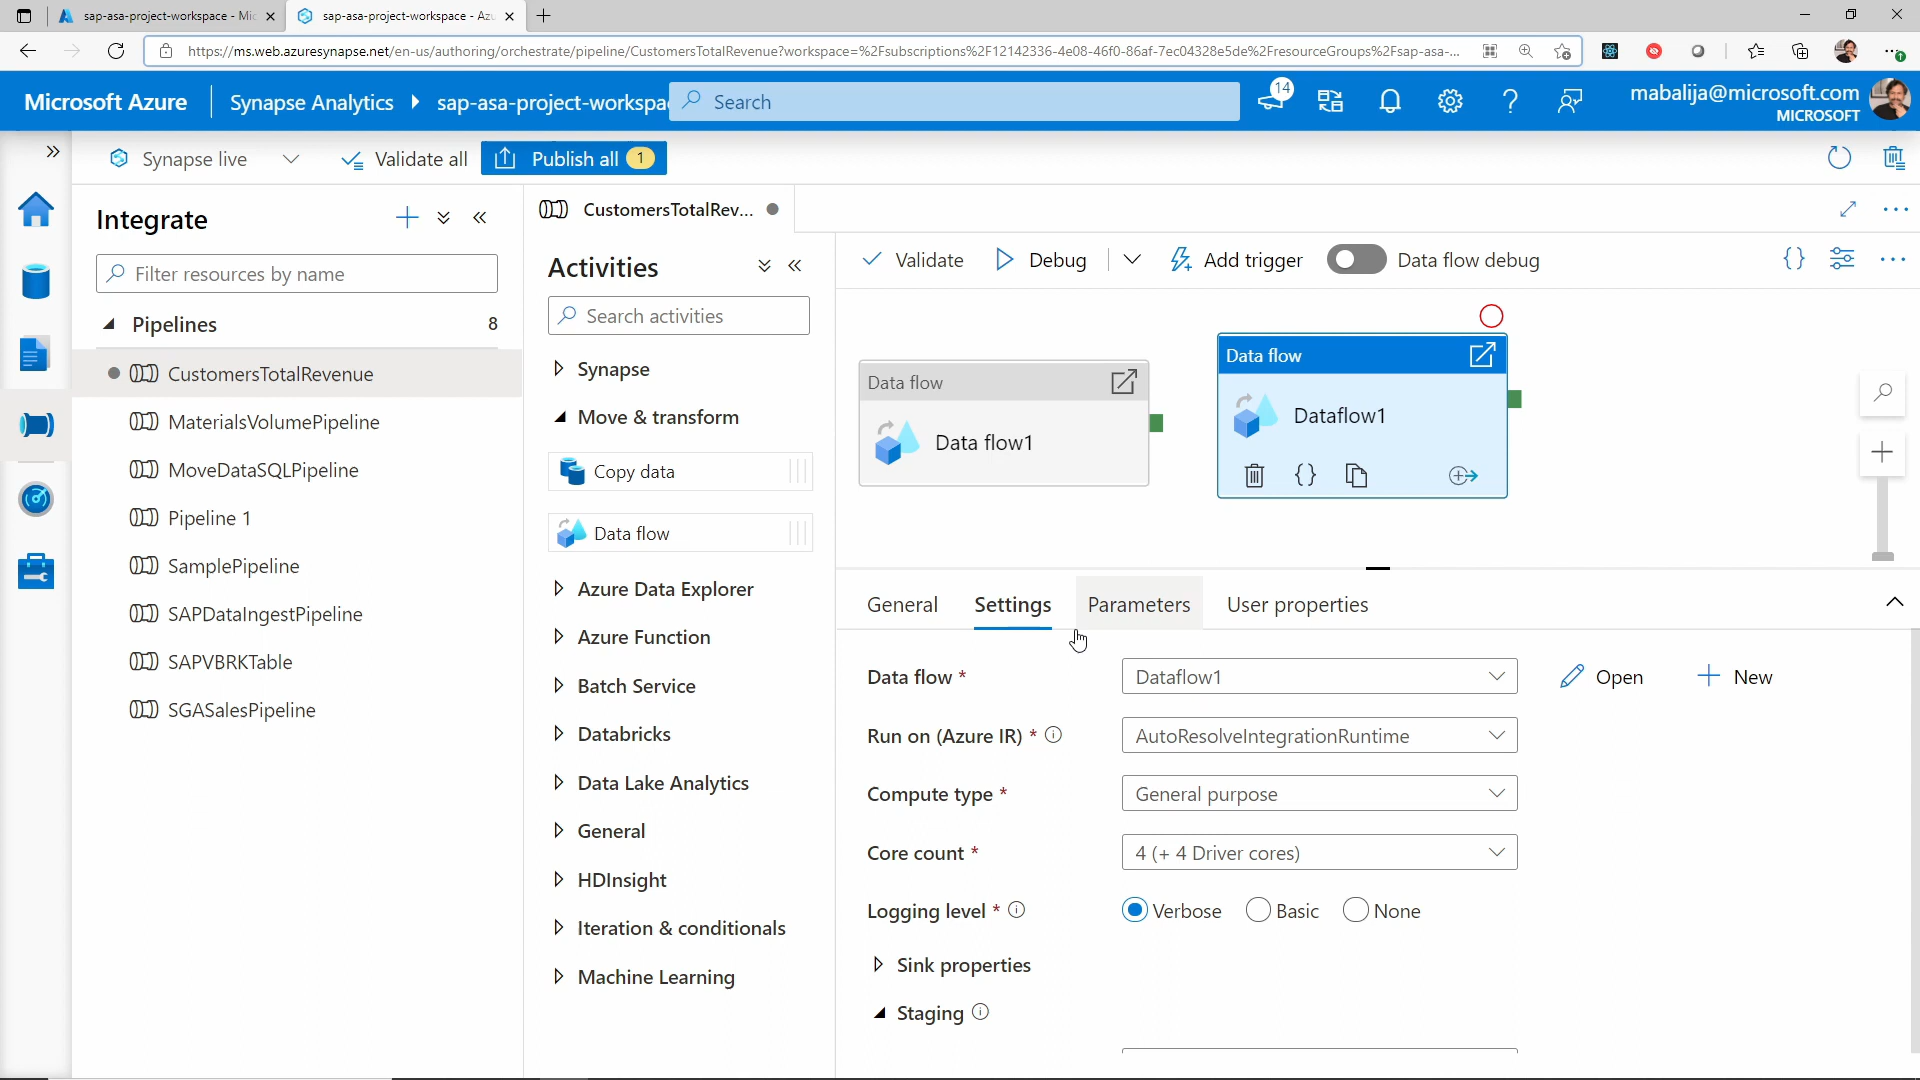 sap-asa-project-workspace - Mic
sap-asa-project-workspace - Azu
https://ms.web.azuresynapse.net/en-us/authoring/orchestrate/pipeline/CustomersTotalRevenue?workspace=%2Fsubscriptions%2F12142336-4e08-46f0-86af-7ec04328e5de%2FresourceGroups%2Fsap-asa-...
Microsoft Azure
Synapse Analytics
sap-asa-project-workspa
Search
14
mabalija@microsoft.com
MICROSOFT
Synapse live
Validate all
Publish all 1
Integrate
Filter resources by name
Pipelines 8
CustomersTotalRevenue
MaterialsVolumePipeline
MoveDataSQLPipeline
Pipeline 1
SamplePipeline
SAPDataIngestPipeline
SAPVBRKTable
SGASalesPipeline
CustomersTotalRev...
Activities
Search activities
Synapse
Move & transform
Copy data
Data flow
Azure Data Explorer
Azure Function
Batch Service
Databricks
Data Lake Analytics
General
HDInsight
Iteration & conditionals
Machine Learning
Validate
Debug
Add trigger
Data flow debug
Data flow
Data flow1
Data flow
Dataflow1
General
Settings
Parameters
User properties
Data flow *
Dataflow1
Open
New
Run on (Azure IR) *
AutoResolveIntegrationRuntime
Compute type *
General purpose
Core count *
4 (+ 4 Driver cores)
Logging level *
Verbose
Basic
None
Sink properties
Staging